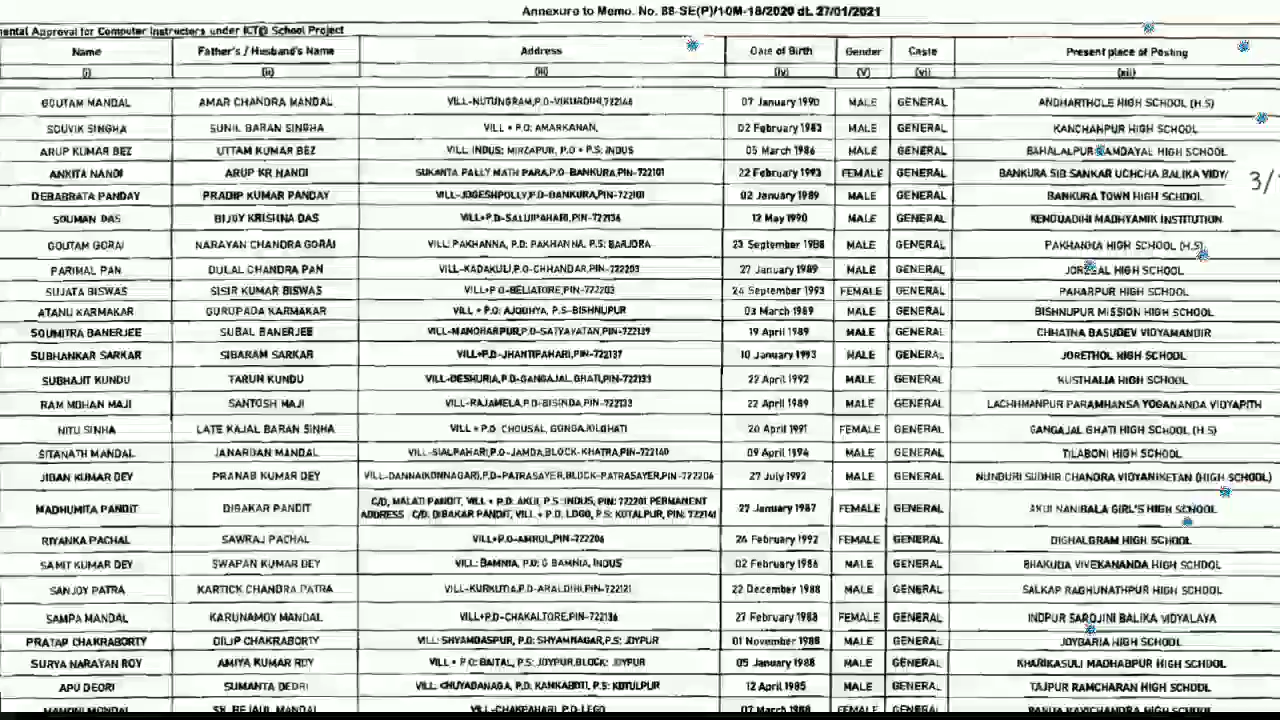 Annexure to Memo. No. 88-SE(P)/10M-18/2020 dt. 27/01/2021
mental Approval for Computer Instructors under ICT@ School Project
Name Father's / Husband's Name Address Date of Birth Gender Caste Present place of Posting
(i) (ii) (iii) (iv) (v) (vi) (xii)
GOUTAM MANDAL AMAR CHANDRA MANDAL MALE GENERAL ANDHARTHOLE HIGH SCHOOL (H.S)
SOUVIK SINGHA SUNIL BARAN SINGHA VILL + P.O: AMARKANAN, 02 February 1983 MALE GENERAL KANCHANPUR HIGH SCHOOL
ARUP KUMAR BEZ UTTAM KUMAR BEZ VILL INDUS: MIRZAPUR, P.O + P.S: INDUS 05 March 1986 MALE GENERAL BAHALALPUR RAMDAYAL HIGH SCHOOL
ANKITA NANDI ARUP KR NANDI SUKANTA PALLY MATH PARA,P.O-BANKURA,PIN-722101 22 February 1993 FEMALE GENERAL BANKURA SIB SANKAR UCHCHA BALIKA VIDY/
3/
DEBABRATA PANDAY PRADIP KUMAR PANDAY VILL-JOGESHPOLLY,P.O-BANKURA,PIN-722101 02 January 1989 MALE GENERAL BANKURA TOWN HIGH SCHOOL
SOUMAN DAS BIJOY KRISHNA DAS 12 May 1990 MALE GENERAL KENDUADIHI MADHYAMIK INSTITUTION
GOUTAM GORAI NARAYAN CHANDRA GORAI VILL: PAKHANNA, P.O: PAKHANNA, P.S: BARJORA 23 September 1988 MALE GENERAL PAKHANNA HIGH SCHOOL (H.S)
PARIMAL PAN DULAL CHANDRA PAN VILL-KADAKULI,P.O-CHHANDAR,PIN-722203 27 January 1989 MALE GENERAL HIGH SCHOOL
SUJATA BISWAS SISIR KUMAR BISWAS VILL+P.O-BELIATORE,PIN-722203 24 September 1993 FEMALE GENERAL PAHARPUR HIGH SCHOOL
ATANU KARMAKAR GURUPADA KARMAKAR VILL + P.O: AJODHYA, P.S-BISHNUPUR 03 March 1989 MALE GENERAL BISHNUPUR MISSION HIGH SCHOOL
SOUMITRA BANERJEE SUBAL BANERJEE VILL-MANOHARPUR,P.O-SATYAYATAN,PIN-722139 19 April 1989 MALE GENERAL CHHATNA BASUDEV VIDYAMANDIR
SUBHANKAR SARKAR SIBARAM SARKAR VILL+P.O-JHANTIPAHARI,PIN-722137 10 January 1993 MALE GENERAL JORETHOL HIGH SCHOOL
SUBHAJIT KUNDU TARUN KUNDU VILL-DESHURIA,P.O-GANGAJAL GHATI,PIN-722133 22 April 1992 MALE GENERAL KUSTHALIA HIGH SCHOOL
RAM MOHAN MAJI SANTOSH MAJI VILL-RAJAMELA,P.O-BISINDA,PIN-722133 22 April 1989 MALE GENERAL LACHHMANPUR PARAMHANSA YOGANANDA VIDYAPITH
NITU SINHA LATE KAJAL BARAN SINHA VILL + P.O: CHOUSAL, GONGAJOLGHATI 20 April 1991 FEMALE GENERAL GANGAJAL GHATI HIGH SCHOOL (H.S)
SITANATH MANDAL JANARDAN MANDAL VILL-SIALPAHARI,P.O-JAMDA,BLOCK-KHATRA,PIN-722140 09 April 1994 MALE GENERAL TILABONI HIGH SCHOOL
JIBAN KUMAR DEY PRANAB KUMAR DEY 27 July 1992 MALE GENERAL SUDHIR CHANDRA VIDYANIKETAN (HIGH SCHOOL)
MADHUMITA PANDIT DIBAKAR PANDIT C/O, MALATI PANDIT, VILL + P.O: AKUI, P.S: INDUS, PIN: 722201 PERMANENT
ADDRESS C/O, DIBAKAR PANDIT, VILL + P.O, LOGO, P.S: KOTALPUR, PIN: 722141 27 January 1987 FEMALE GENERAL AKUI NANIBALA GIRL'S HIGH SCHOOL
RIYANKA PACHAL SAWRAJ PACHAL VILL+P.O-AMRUL,PIN-722206 26 February 1992 FEMALE GENERAL DIGHALGRAM HIGH SCHOOL
SAMIT KUMAR DEY SWAPAN KUMAR DEY VILL: BAMNIA, P.O: G BAMNIA, INDUS 02 February 1986 MALE GENERAL BHAKUDA VIVEKANANDA HIGH SCHOOL
SANJOY PATRA KARTICK CHANDRA PATRA VILL-KURKUTIA,P.O-ARALDIHI,PIN-722121 22 December 1988 MALE GENERAL SALKAP RAGHUNATHPUR HIGH SCHOOL
SAMPA MANDAL KARUNAMOY MANDAL VILL+P.O-CHAKALTORE,PIN-722136 27 February 1988 FEMALE GENERAL INDPUR SAROJINI BALIKA VIDYALAYA
PRATAP CHAKRABORTY DILIP CHAKRABORTY VILL: SHYAMDASPUR, P.O: SHYAMNAGAR,P.S: JOYPUR 01 November 1988 MALE GENERAL JOYBARIA HIGH SCHOOL
SURYA NARAYAN ROY AMIYA KUMAR ROY VILL + P.O: BAITAL, P.S: JOYPUR,BLOCK: JOYPUR 05 January 1988 MALE GENERAL KHARIKASULI MADHABPUR HIGH SCHOOL
APU DEORI SUMANTA DEORI VILL: CHUYADANAGA, P.O: KANKABOTI, P.S: KOTULPUR 12 April 1985 MALE GENERAL TAJPUR RAMCHARAN HIGH SCHOOL
SK. REJAUL MANDAL VILL-CHAKPAHARI, P.O-LEGO 07 March 1988 MALE GENERAL